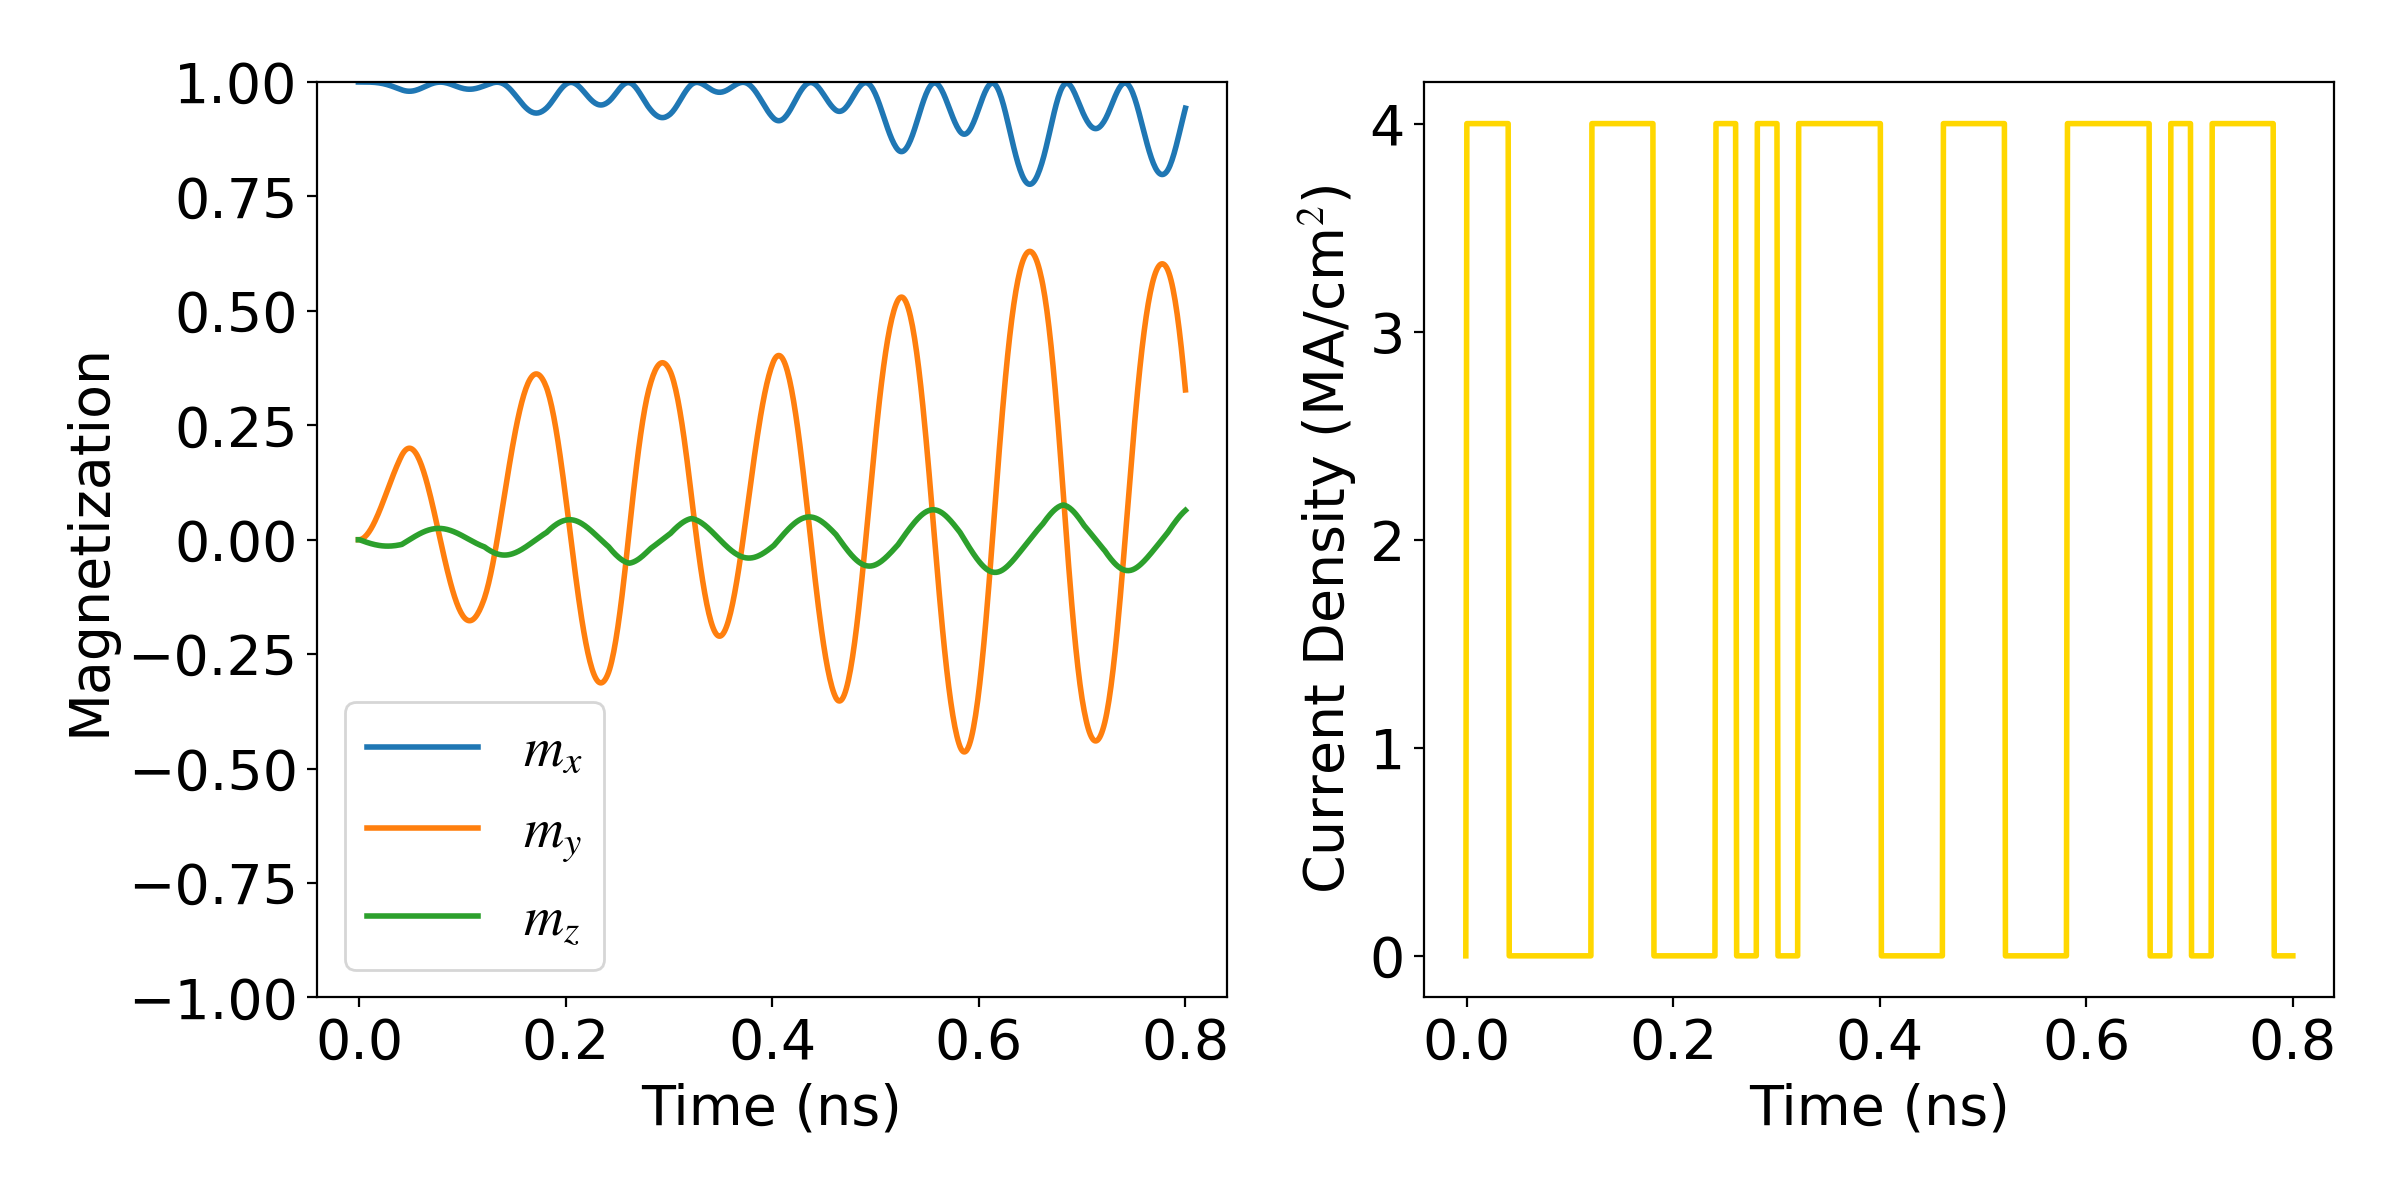 1.00
0.75
0.50
0.25
0.00
−0.25
−0.50
−0.75
−1.00
Magnetization
m_x
m_y
m_z
0.0 0.2 0.4 0.6 0.8
Time (ns)
4
3
2
1
0
Current Density (MA/cm²)
0.0 0.2 0.4 0.6 0.8
Time (ns)